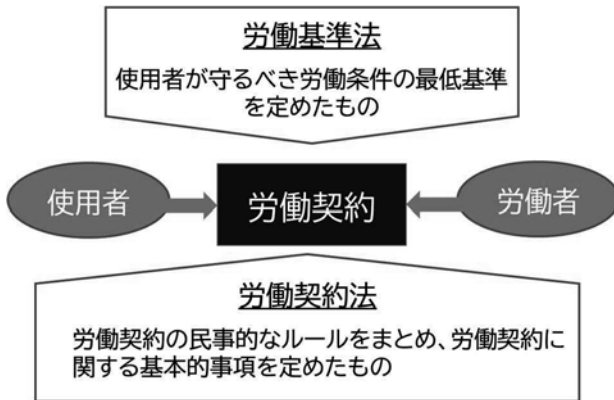 労働基準法
使用者が守るべき労働条件の最低基準
を定めたもの
使用者
労働契約
労働者
労働契約法
労働契約の民事的なルールをまとめ、労働契約に
関する基本的事項を定めたもの